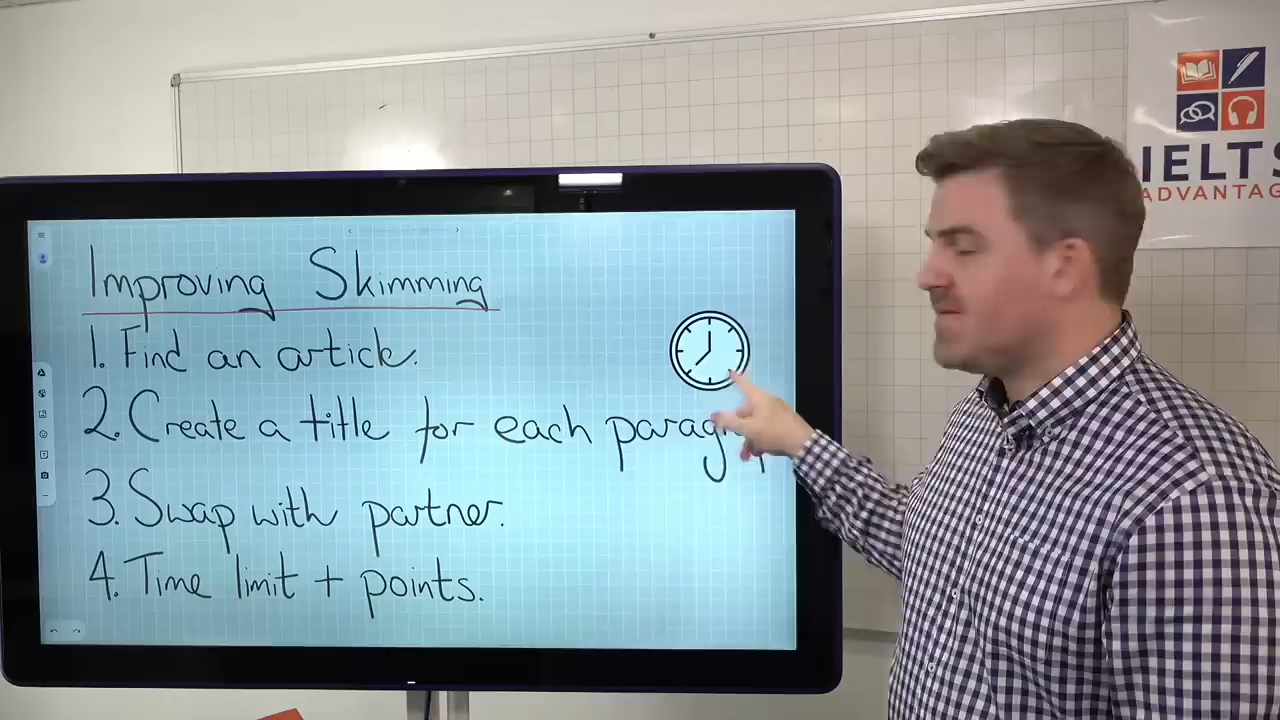 Improving Skimming
1. Find an article.
2. Create a title for each
3. Swap with partner.
4. Time limit + points.
IELTS
ADVANTAG